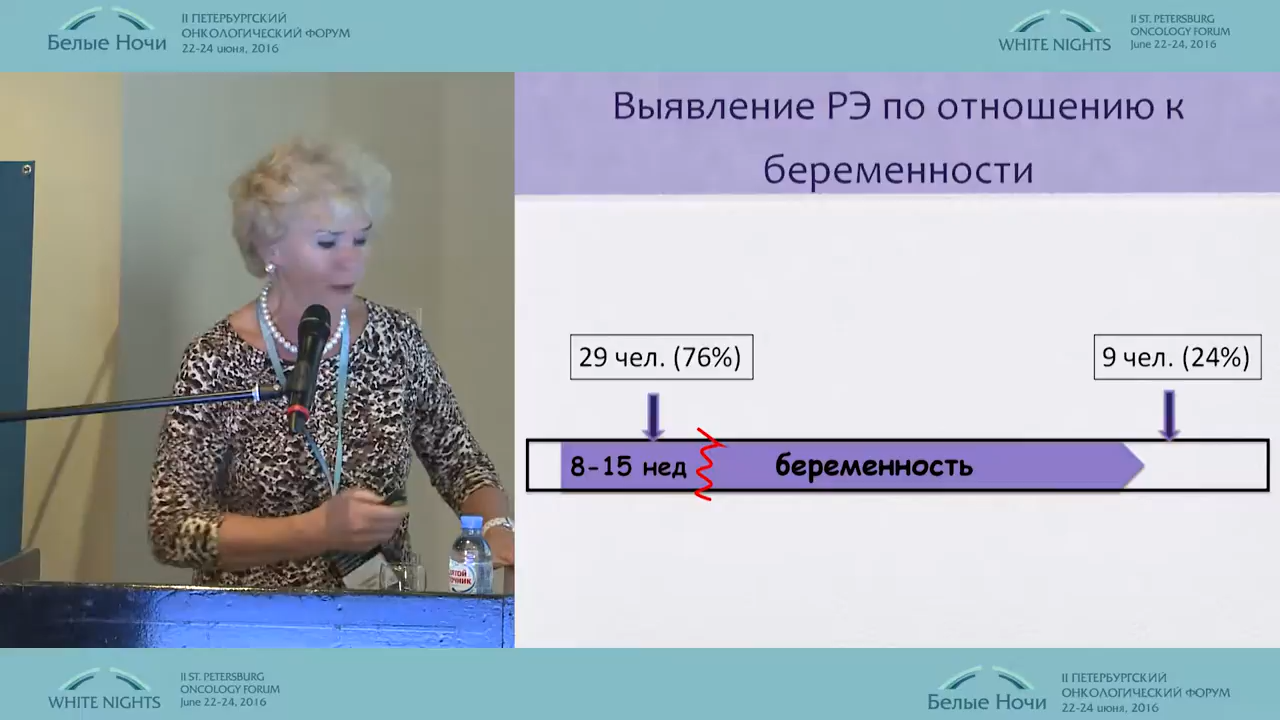 Белые Ночи
II ПЕТЕРБУРГСКИЙ
ОНКОЛОГИЧЕСКИЙ ФОРУМ
22-24 июня, 2016
WHITE NIGHTS
II ST. PETERSBURG
ONCOLOGY FORUM
June 22-24, 2016
Выявление РЭ по отношению к
беременности
29 чел. (76%)
9 чел. (24%)
8-15 нед
беременность
WHITE NIGHTS
II ST. PETERSBURG
ONCOLOGY FORUM
June 22-24, 2016
Белые Ночи
II ПЕТЕРБУРГСКИЙ
ОНКОЛОГИЧЕСКИЙ ФОРУМ
22-24 июня, 2016